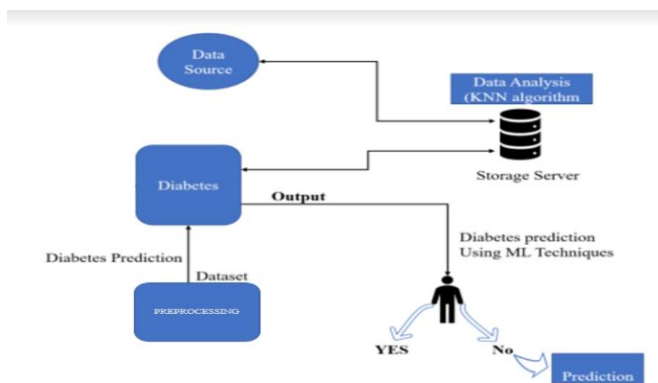 Data
Source
Data Analysis
(KNN algorithm
Storage Server
Diabetes
Output
Diabetes prediction
Using ML Techniques
Diabetes Prediction
Dataset
PREPROCESSING
YES
No
Prediction